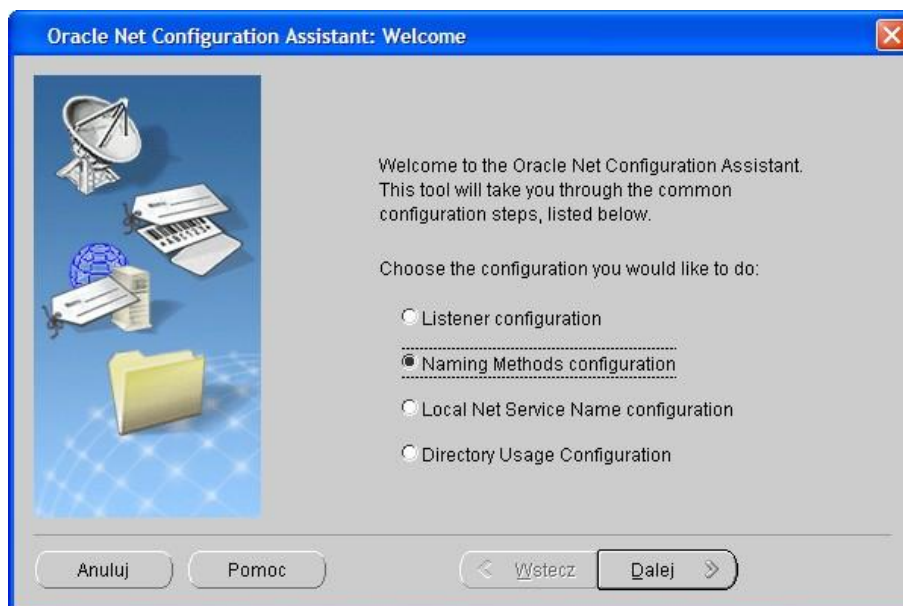 Oracle Net Configuration Assistant: Welcome
Welcome to the Oracle Net Configuration Assistant.
This tool will take you through the common
configuration steps, listed below.
Choose the configuration you would like to do:
Listener configuration
Naming Methods configuration
Local Net Service Name configuration
Directory Usage Configuration
Anuluj
Pomoc
Wstecz
Dalej